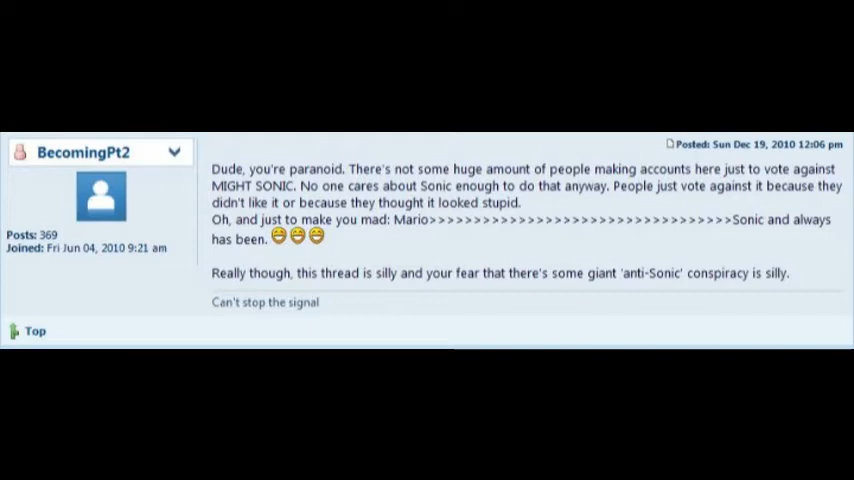 BecomingPt2
Posted: Sun Dec 19, 2010 12:06 pm
Posts: 369
Joined: Fri Jun 04, 2010 9:21 am
Dude, you're paranoid. There's not some huge amount of people making accounts here just to vote against
MIGHT SONIC. No one cares about Sonic enough to do that anyway. People just vote against it because they
didn't like it or because they thought it looked stupid.
Oh, and just to make you mad: Mario>>>>>>>>>>>>>>>>>>>>>>>>>>>>>>>>>>Sonic and always
has been.
Really though, this thread is silly and your fear that there's some giant 'anti-Sonic' conspiracy is silly.
Can't stop the signal
Top